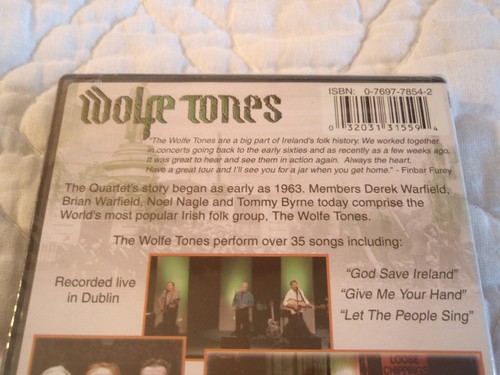 Wolfe Tones
ISBN: 0-7697-7854-2
0 32031 31559 4
"The Wolfe Tones are a big part of Ireland's folk history. We worked together
in concerts going back to the early sixties and as recently as a few weeks ago,
it was great to hear and see them in action again. Always the heart.
Have a great tour and I'll see you for a jar when you get home." - Finbar Furey
The Quartet's story began as early as 1963. Members Derek Warfield,
Brian Warfield, Noel Nagle and Tommy Byrne today comprise the
World's most popular Irish folk group, The Wolfe Tones.
The Wolfe Tones perform over 35 songs including:
Recorded live
in Dublin
"God Save Ireland"
"Give Me Your Hand"
"Let The People Sing"
LOOSE
CHIPPINGS